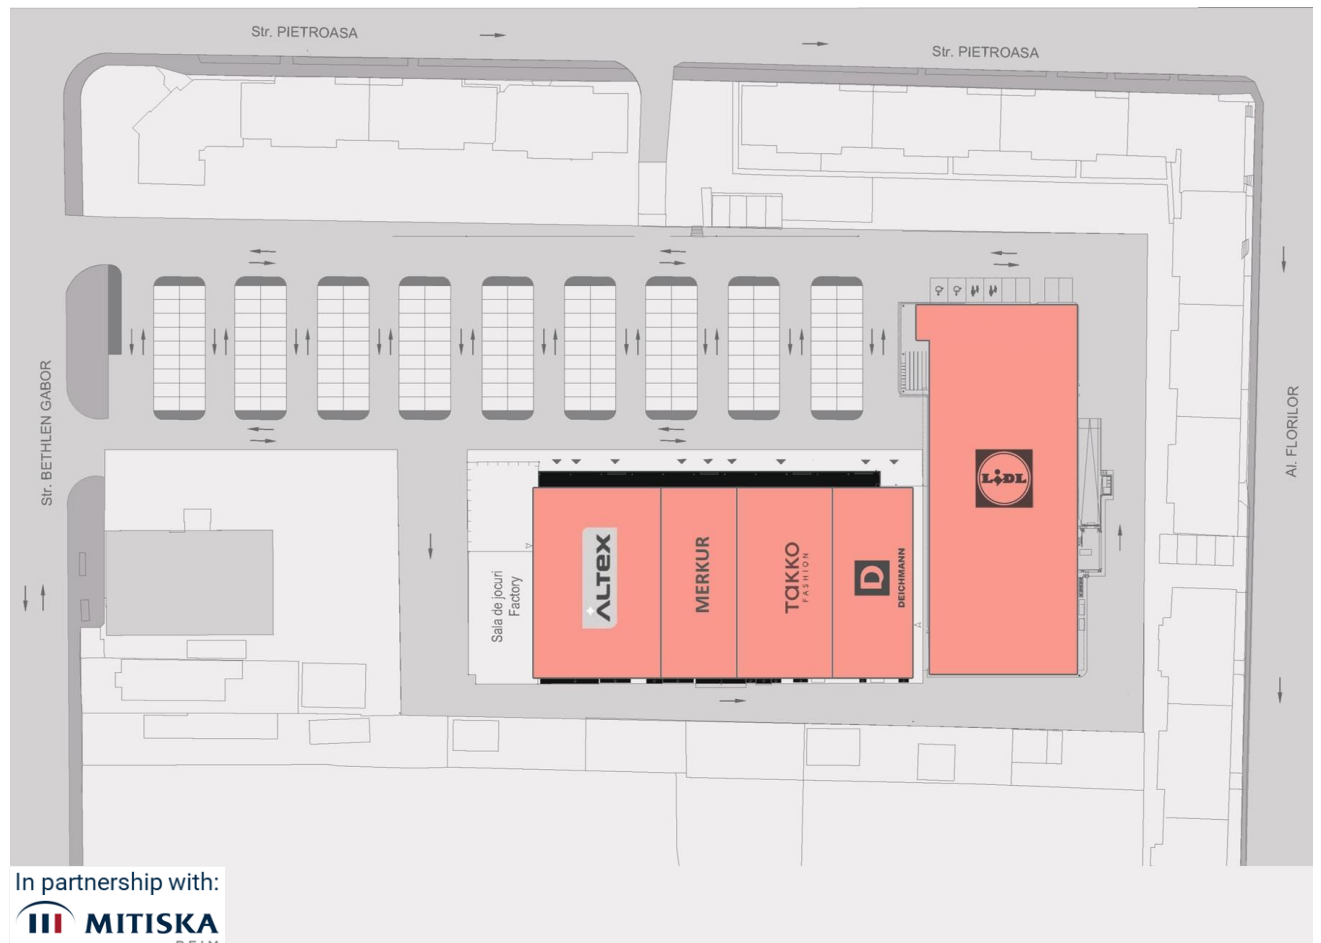 Str. PIETROASA
Str. PIETROASA
Str. BETHLEN GABOR
Al. FLORILOR
LiDL
Sala de jocuri
Factory
ALTEX
MERKUR
TAKKO
FASHION
D
DEICHMANN
In partnership with:
MITISKA
REIM